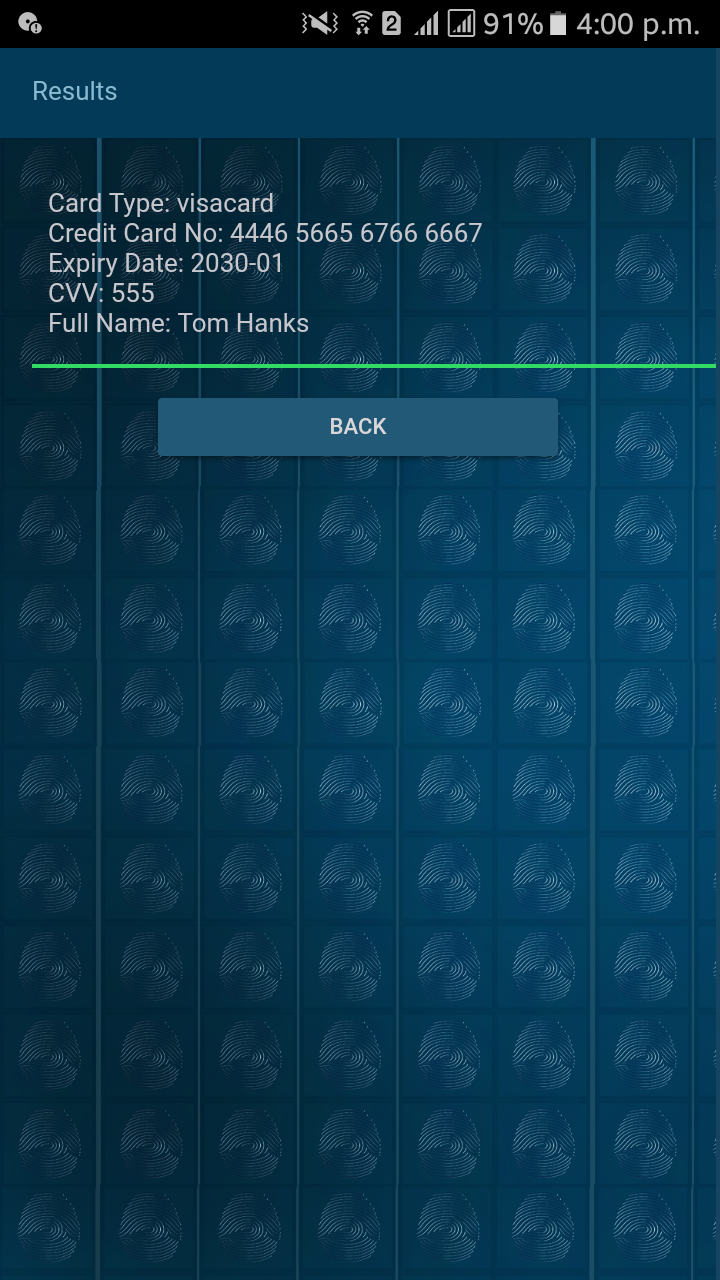 2 91% 4:00 p.m.
Results
Card Type: visacard
Credit Card No: 4446 5665 6766 6667
Expiry Date: 2030-01
CVV: 555
Full Name: Tom Hanks
BACK